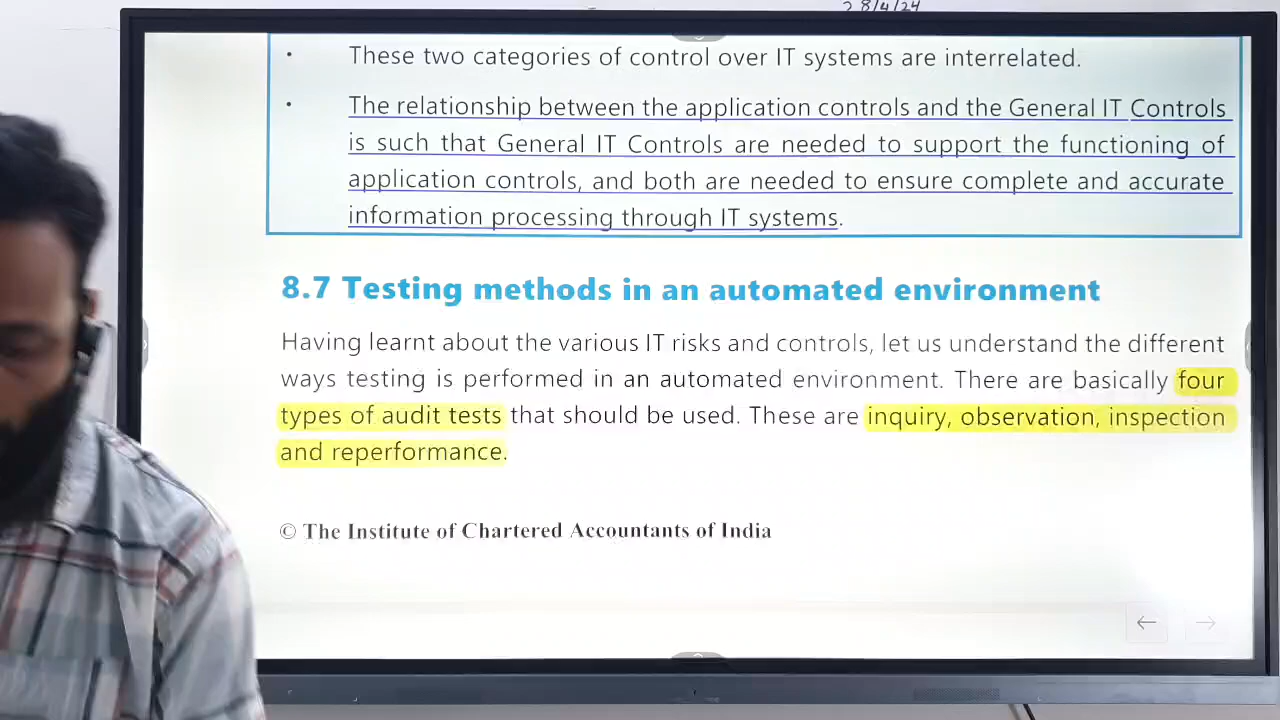 28/4/24
• These two categories of control over IT systems are interrelated.
• The relationship between the application controls and the General IT Controls
is such that General IT Controls are needed to support the functioning of
application controls, and both are needed to ensure complete and accurate
information processing through IT systems.
8.7 Testing methods in an automated environment
Having learnt about the various IT risks and controls, let us understand the different
ways testing is performed in an automated environment. There are basically four
types of audit tests that should be used. These are inquiry, observation, inspection
and reperformance.
© The Institute of Chartered Accountants of India